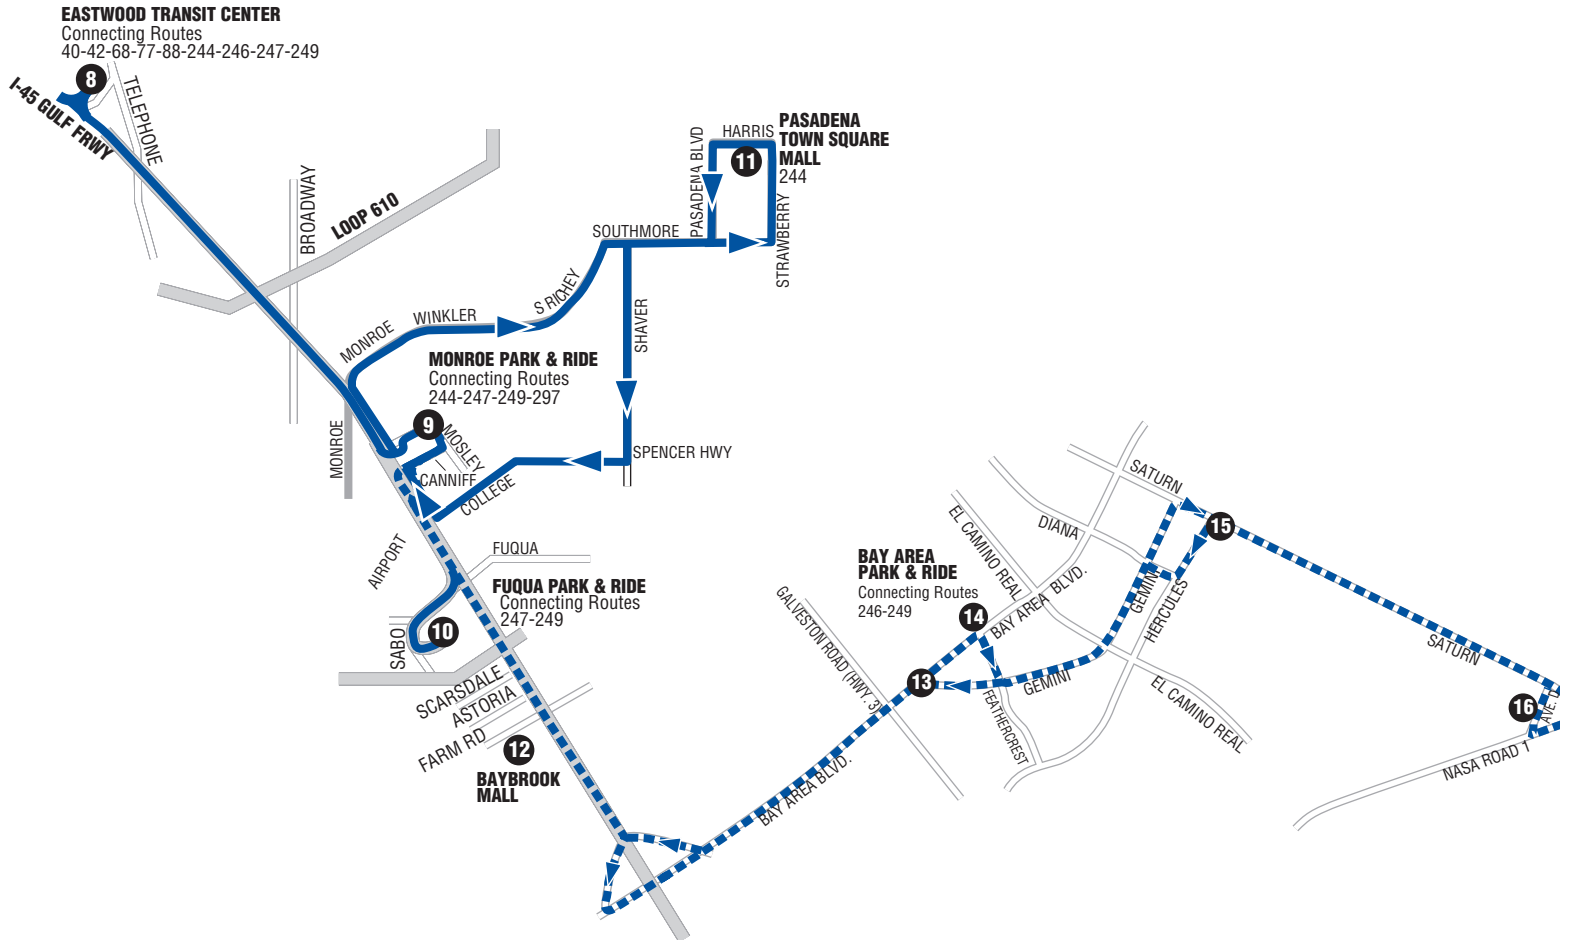 EASTWOOD TRANSIT CENTER
Connecting Routes
40-42-68-77-88-244-246-247-249
8
I-45 GULF FRWY
TELEPHONE
BROADWAY
LOOP 610
PASADENA BLVD
HARRIS
11
PASADENA
TOWN SQUARE
MALL
244
STRAWBERRY
SOUTHMORE
S RICHEY
SHAVER
WINKLER
MONROE
MONROE PARK & RIDE
Connecting Routes
244-247-249-297
9
MOSLEY
MONROE
CANNIFF
COLLEGE
SPENCER HWY
AIRPORT
FUQUA
FUQUA PARK & RIDE
Connecting Routes
247-249
10
SABO
SCARSDALE
ASTORIA
FARM RD
12
BAYBROOK
MALL
BAY AREA BLVD.
GALVESTON ROAD (HWY. 3)
BAY AREA
PARK & RIDE
Connecting Routes
246-249
14
13
EL CAMINO REAL
BAY AREA BLVD.
DIANA
SATURN
15
GEMINI
HERCULES
GEMINI
FEATHERCREST
EL CAMINO REAL
SATURN
16
AVE. D
NASA ROAD 1